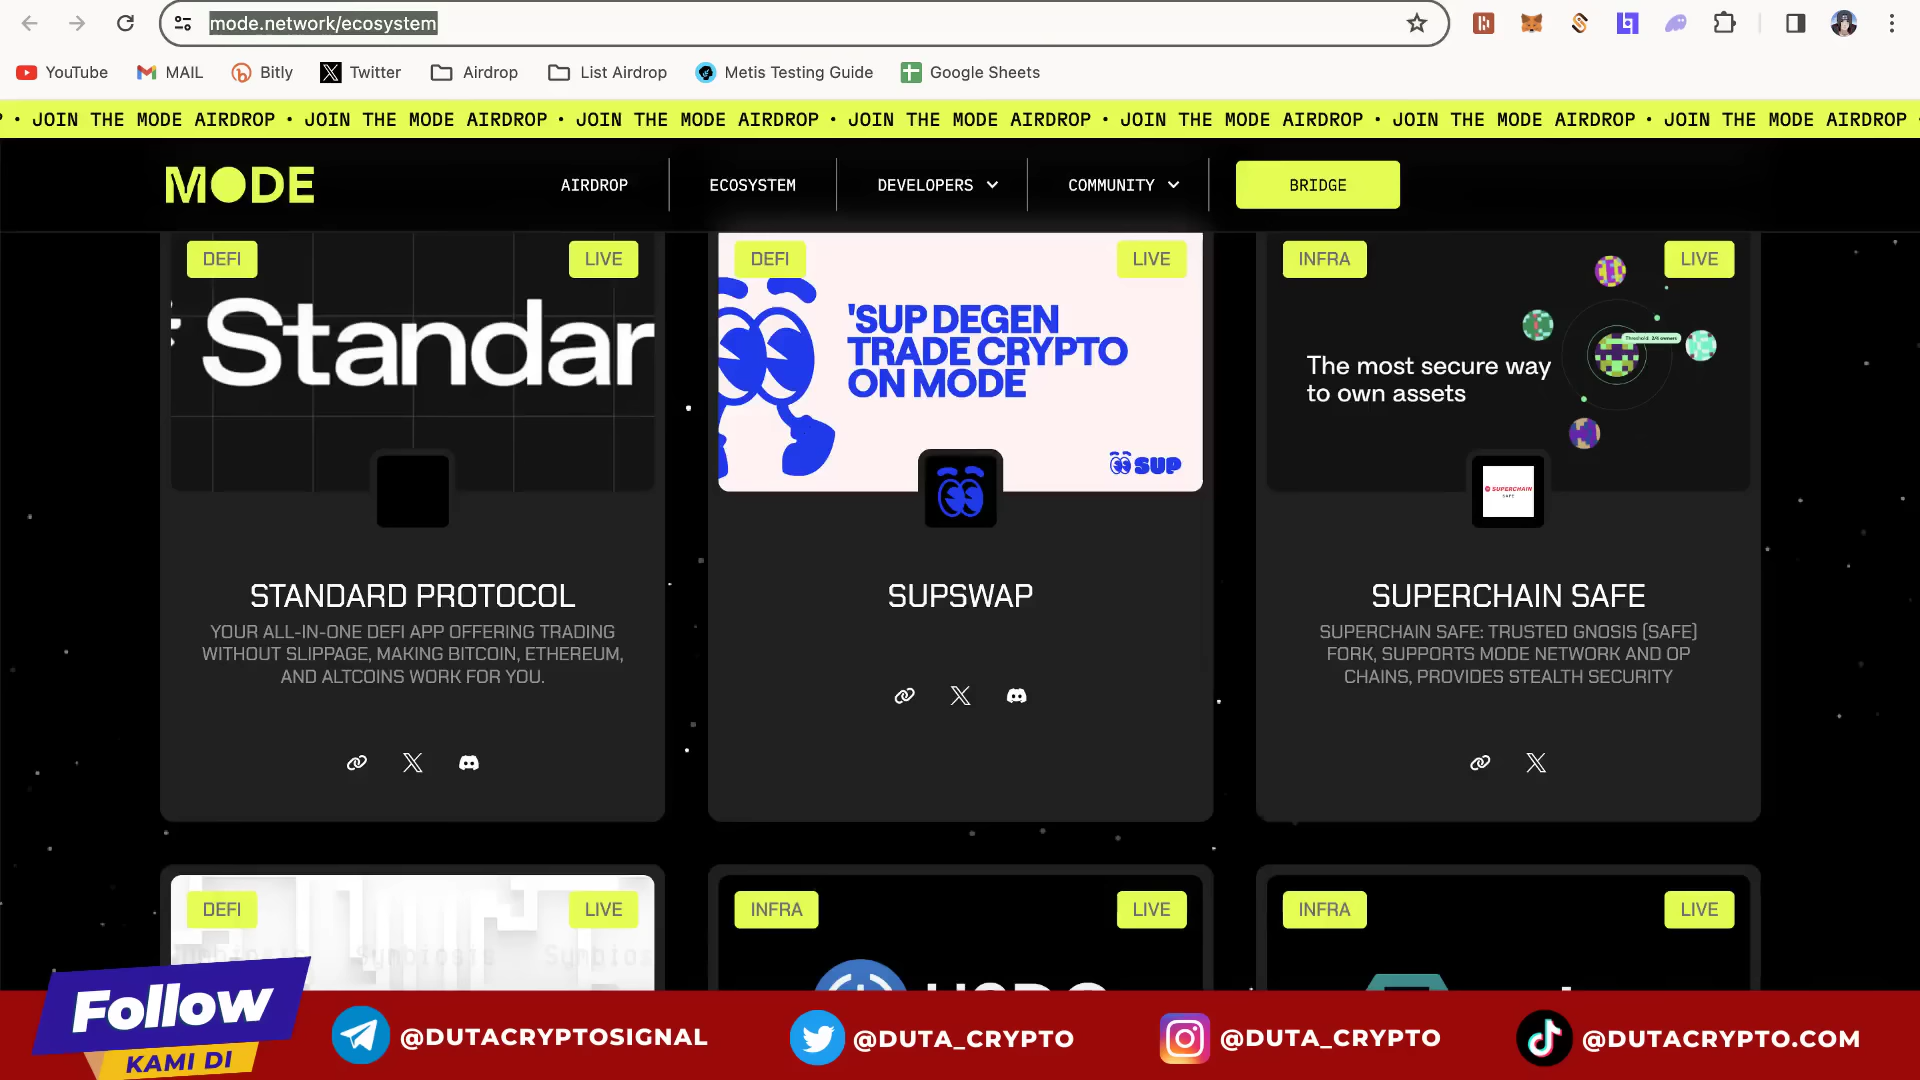 mode.network/ecosystem
YouTube MAIL Bitly Twitter Airdrop List Airdrop Metis Testing Guide Google Sheets
• JOIN THE MODE AIRDROP • JOIN THE MODE AIRDROP • JOIN THE MODE AIRDROP • JOIN THE MODE AIRDROP • JOIN THE MODE AIRDROP • JOIN THE MODE AIRDROP • JOIN THE MODE AIRDROP
MODE AIRDROP ECOSYSTEM DEVELOPERS COMMUNITY BRIDGE
DEFI LIVE
Standar
STANDARD PROTOCOL
YOUR ALL-IN-ONE DEFI APP OFFERING TRADING
WITHOUT SLIPPAGE, MAKING BITCOIN, ETHEREUM,
AND ALTCOINS WORK FOR YOU.
DEFI LIVE
'SUP DEGEN
TRADE CRYPTO
ON MODE
SUP
SUPSWAP
INFRA LIVE
Threshold: 2/4 owners
The most secure way
to own assets
SUPERCHAIN
SAFE
SUPERCHAIN SAFE
SUPERCHAIN SAFE: TRUSTED GNOSIS (SAFE)
FORK, SUPPORTS MODE NETWORK AND OP
CHAINS, PROVIDES STEALTH SECURITY
DEFI LIVE
Symbiosis
INFRA LIVE
INFRA LIVE
Follow
KAMI DI
@DUTACRYPTOSIGNAL @DUTA_CRYPTO @DUTA_CRYPTO @DUTACRYPTO.COM